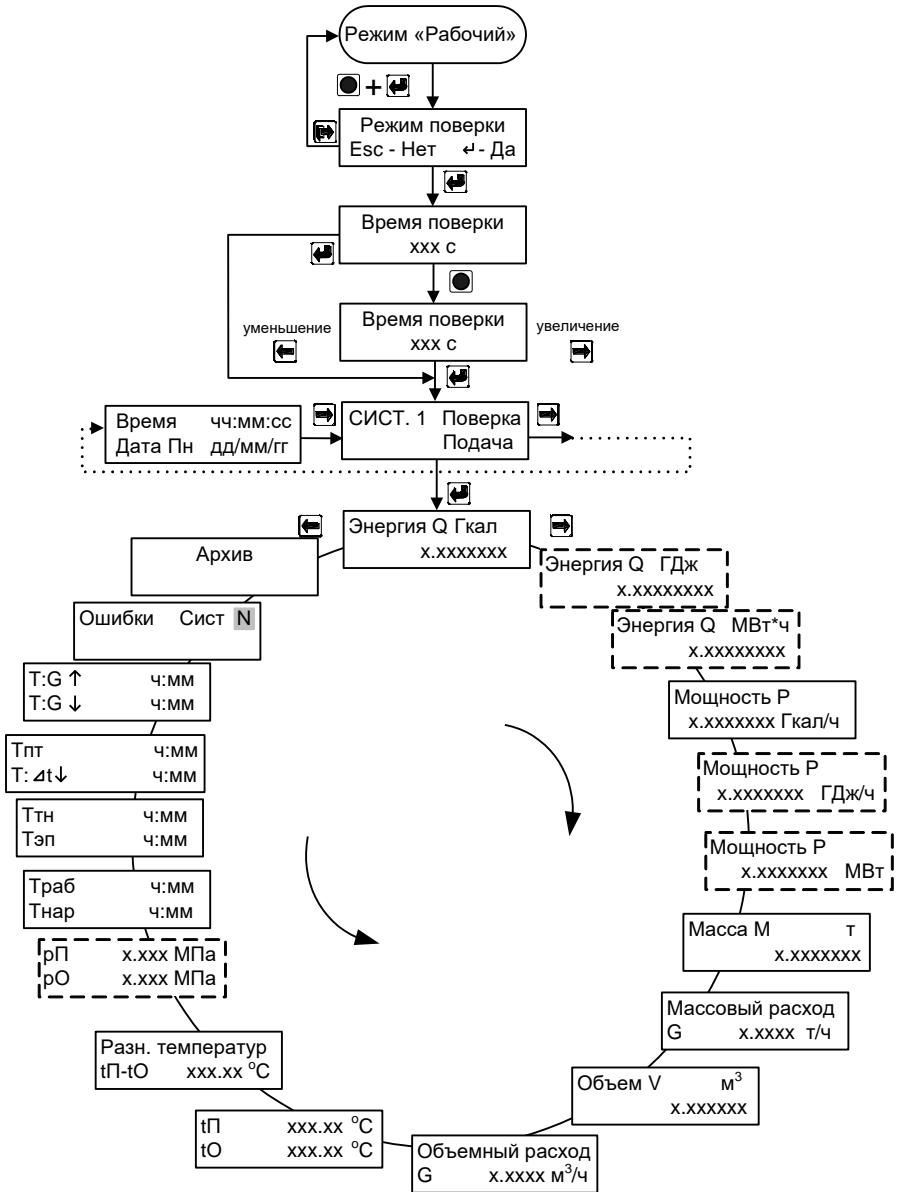 Режим «Рабочий»
+
Режим поверки
Esc - Нет ↵ - Да
Время поверки
xxx с
Время поверки
xxx с
уменьшение
увеличение
Время чч:мм:сс
Дата Пн дд/мм/гг
СИСТ. 1 Поверка
Подача
Энергия Q Гкал
x.xxxxxxx
Энергия Q ГДж
x.xxxxxxxx
Энергия Q МВт*ч
x.xxxxxxxx
Мощность P
x.xxxxxxx Гкал/ч
Мощность P
x.xxxxxxx ГДж/ч
Мощность P
x.xxxxxxx МВт
Масса М т
x.xxxxxxx
Массовый расход
G x.xxxx т/ч
Объем V м³
x.xxxxxx
Объемный расход
G x.xxxx м³/ч
tП xxx.xx °C
tО xxx.xx °C
Разн. температур
tП-tО xxx.xx °C
рП x.xxx МПа
рО x.xxx МПа
Траб ч:мм
Тнар ч:мм
Ттн ч:мм
Тэп ч:мм
Тпт ч:мм
T: ⊿t↓ ч:мм
T:G ↑ ч:мм
T:G ↓ ч:мм
Ошибки Сист N
Архив